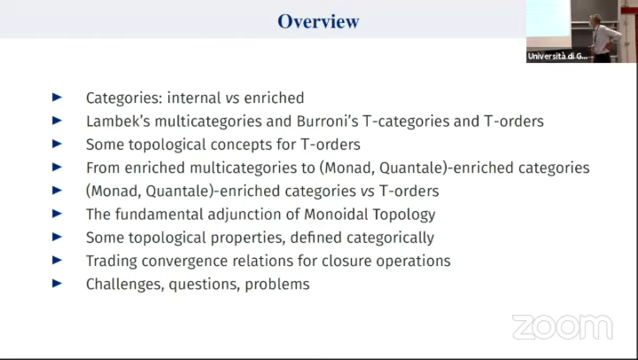 Overview
Università di G...
► Categories: internal vs enriched
► Lambek's multicategories and Burroni's T-categories and T-orders
► Some topological concepts for T-orders
► From enriched multicategories to (Monad, Quantale)-enriched categories
► (Monad, Quantale)-enriched categories vs T-orders
► The fundamental adjunction of Monoidal Topology
► Some topological properties, defined categorically
► Trading convergence relations for closure operations
► Challenges, questions, problems
zoom